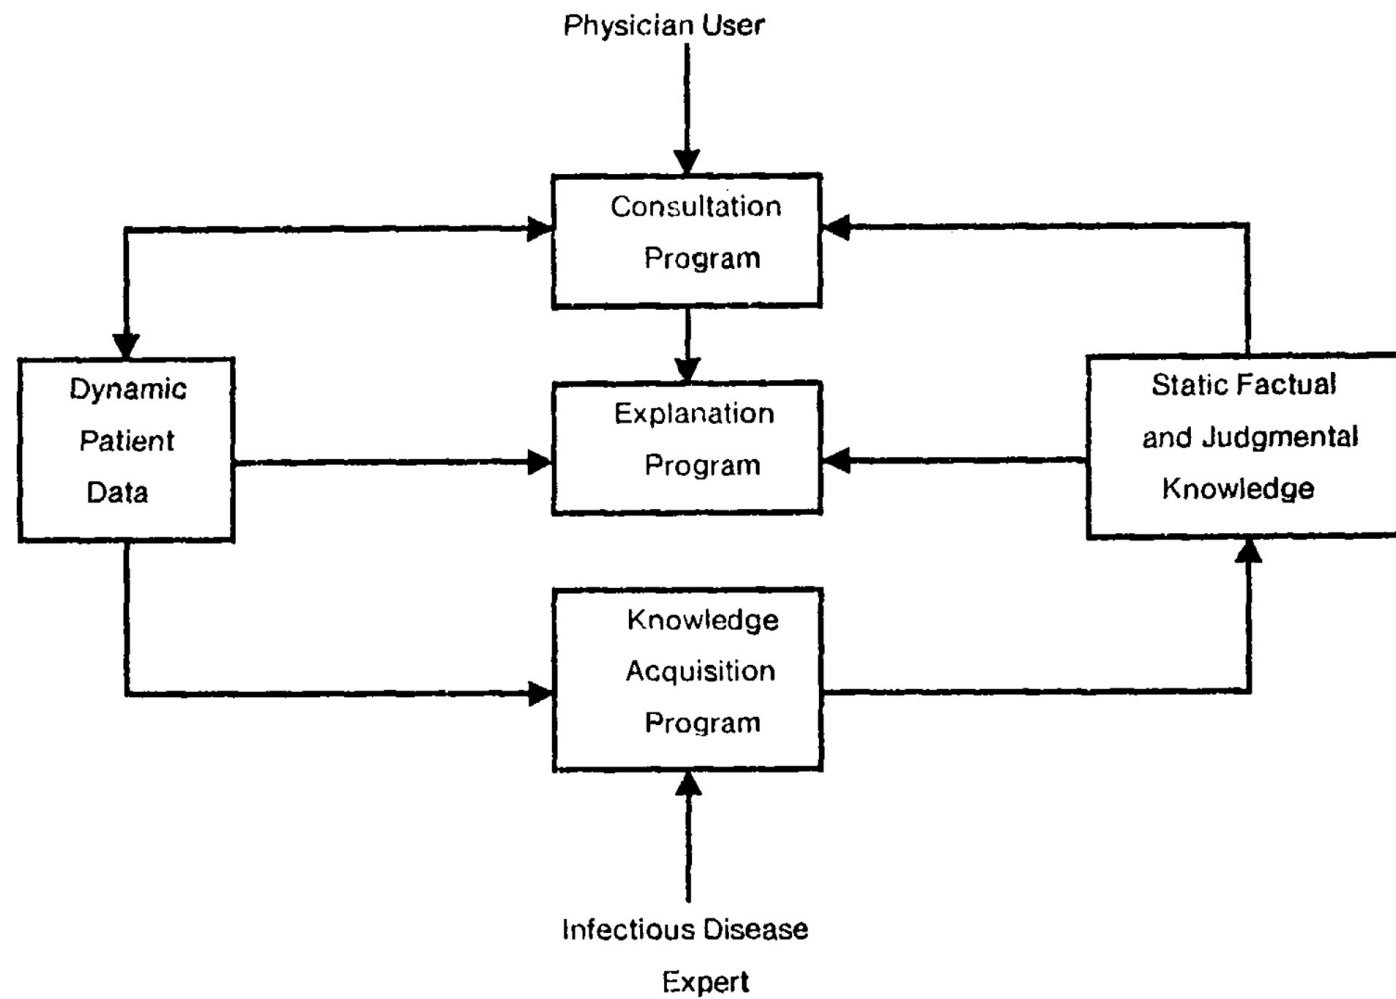 Physician User
Consultation
Program
Dynamic
Patient
Data
Explanation
Program
Static Factual
and Judgmental
Knowledge
Knowledge
Acquisition
Program
Infectious Disease
Expert